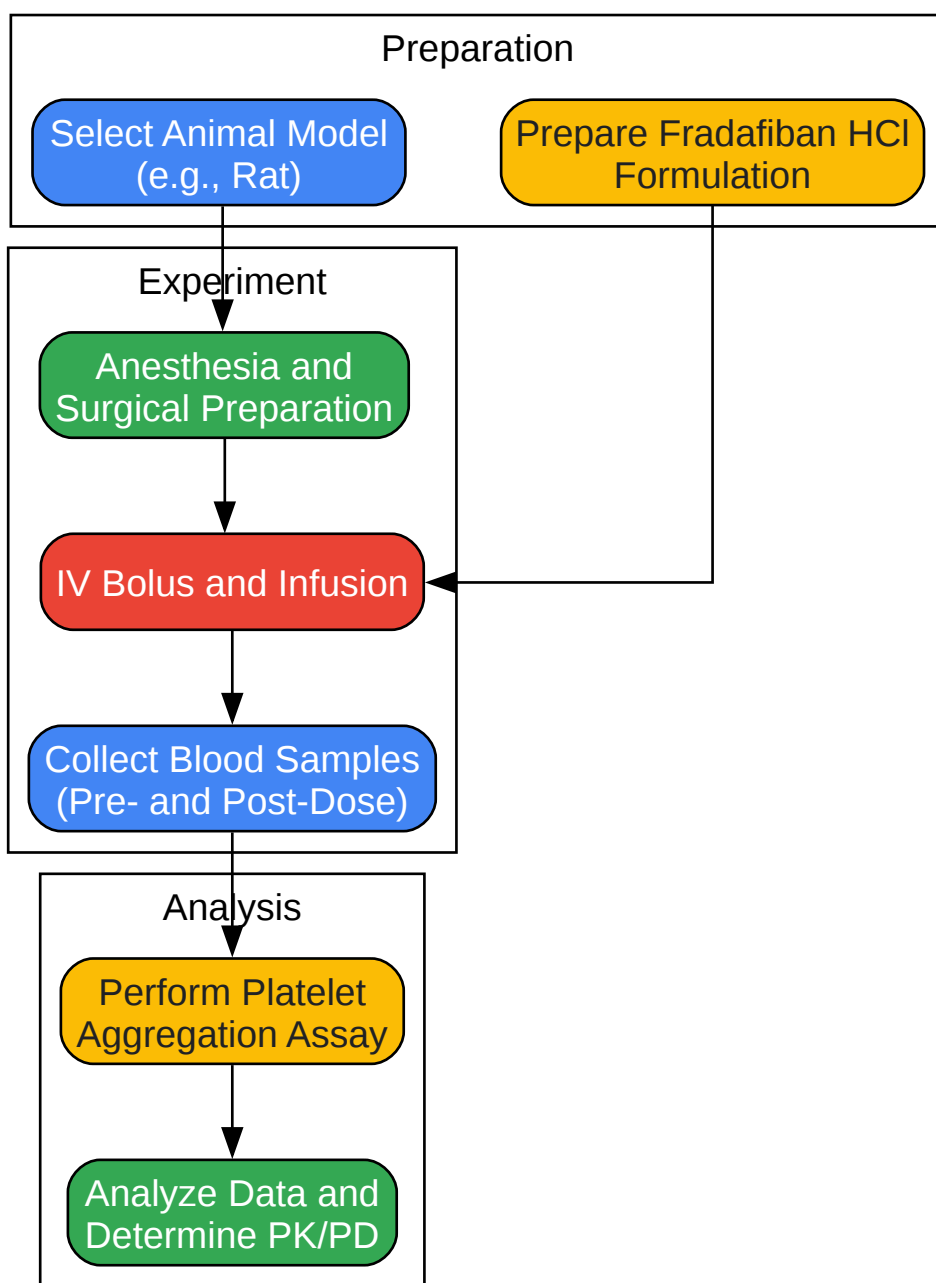 Preparation
Select Animal Model
(e.g., Rat)
Prepare Fradafiban HCl
Formulation
Experiment
Anesthesia and
Surgical Preparation
IV Bolus and Infusion
Collect Blood Samples
(Pre- and Post-Dose)
Analysis
Perform Platelet
Aggregation Assay
Analyze Data and
Determine PK/PD